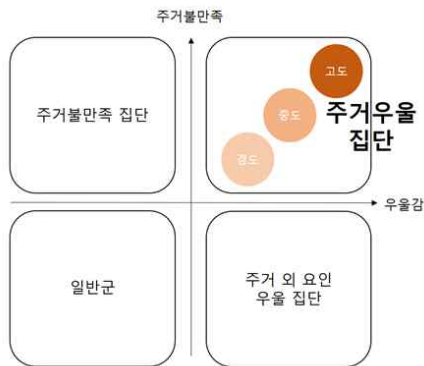 주거불만족
고도
주거불만족 집단
중도
주거우울
집단
경도
우울감
일반군
주거 외 요인
우울 집단